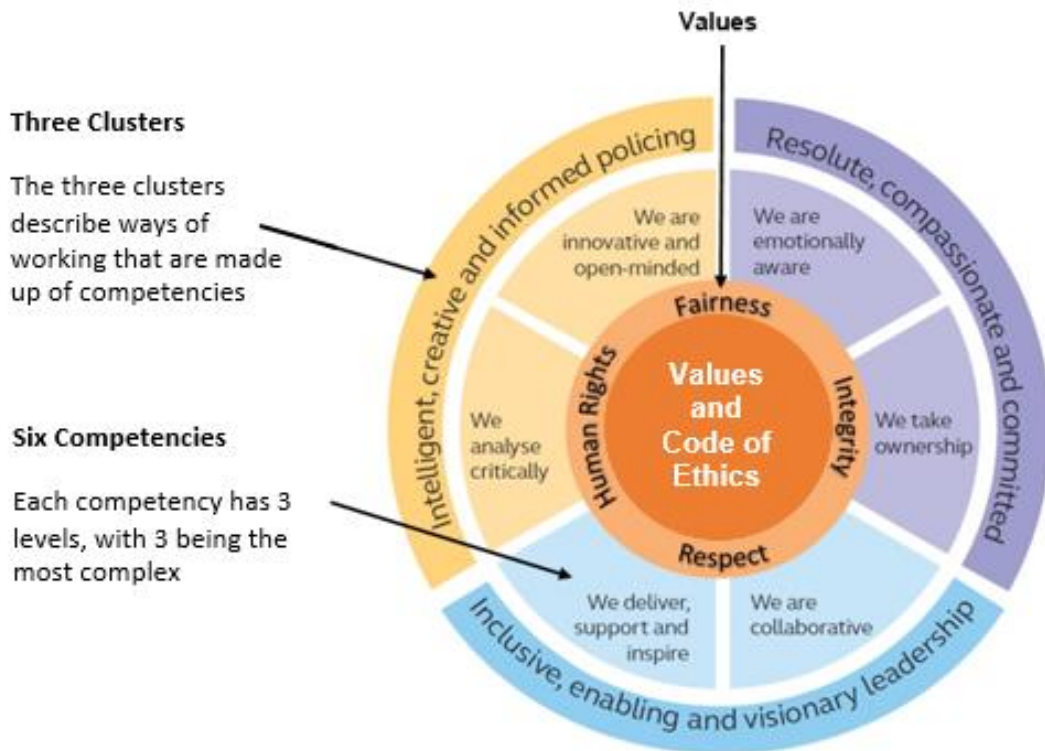 Values
Three Clusters
The three clusters
describe ways of
working that are made
up of competencies
Six Competencies
Each competency has 3
levels, with 3 being the
most complex
Intelligent, creative and informed policing
Resolute, compassionate and committed
Inclusive, enabling and visionary leadership
We are
innovative and
open-minded
We are
emotionally
aware
We
analyse
critically
We take
ownership
We deliver,
support and
inspire
We are
collaborative
Fairness
Integrity
Respect
Human Rights
Values
and
Code of
Ethics